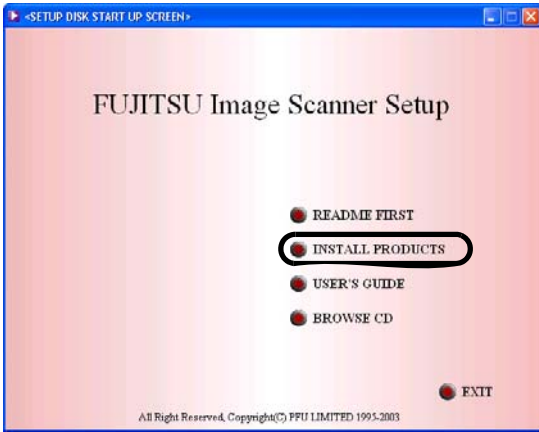 <SETUP DISK START UP SCREEN>
FUJITSU Image Scanner Setup
README FIRST
INSTALL PRODUCTS
USER'S GUIDE
BROWSE CD
EXIT
All Right Reserved, Copyright(C) PFU LIMITED 1995-2003